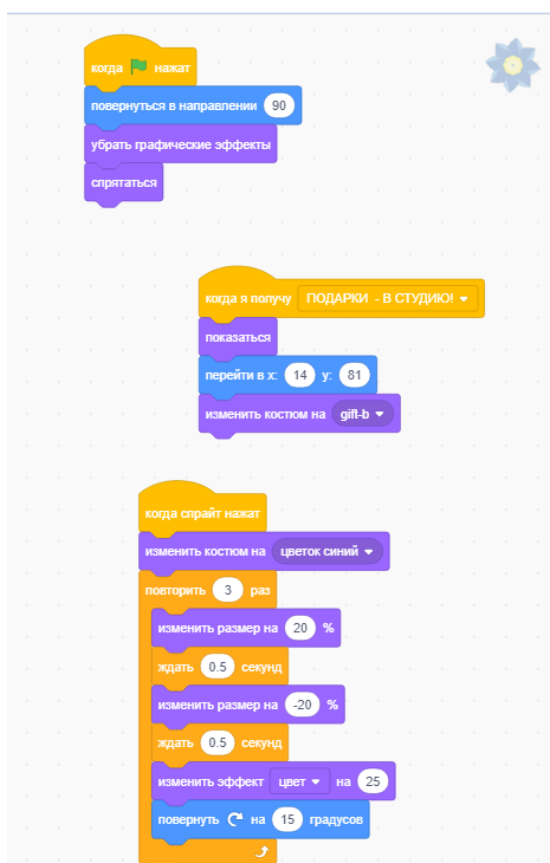 когда нажат
повернуться в направлении 90
убрать графические эффекты
спрятаться
когда я получу ПОДАРКИ - В СТУДИЮ!
показаться
перейти в x: 14 y: 81
изменить костюм на gift-b
когда спрайт нажат
изменить костюм на цветок синий
повторить 3 раз
изменить размер на 20 %
ждать 0.5 секунд
изменить размер на -20 %
ждать 0.5 секунд
изменить эффект цвет на 25
повернуть на 15 градусов